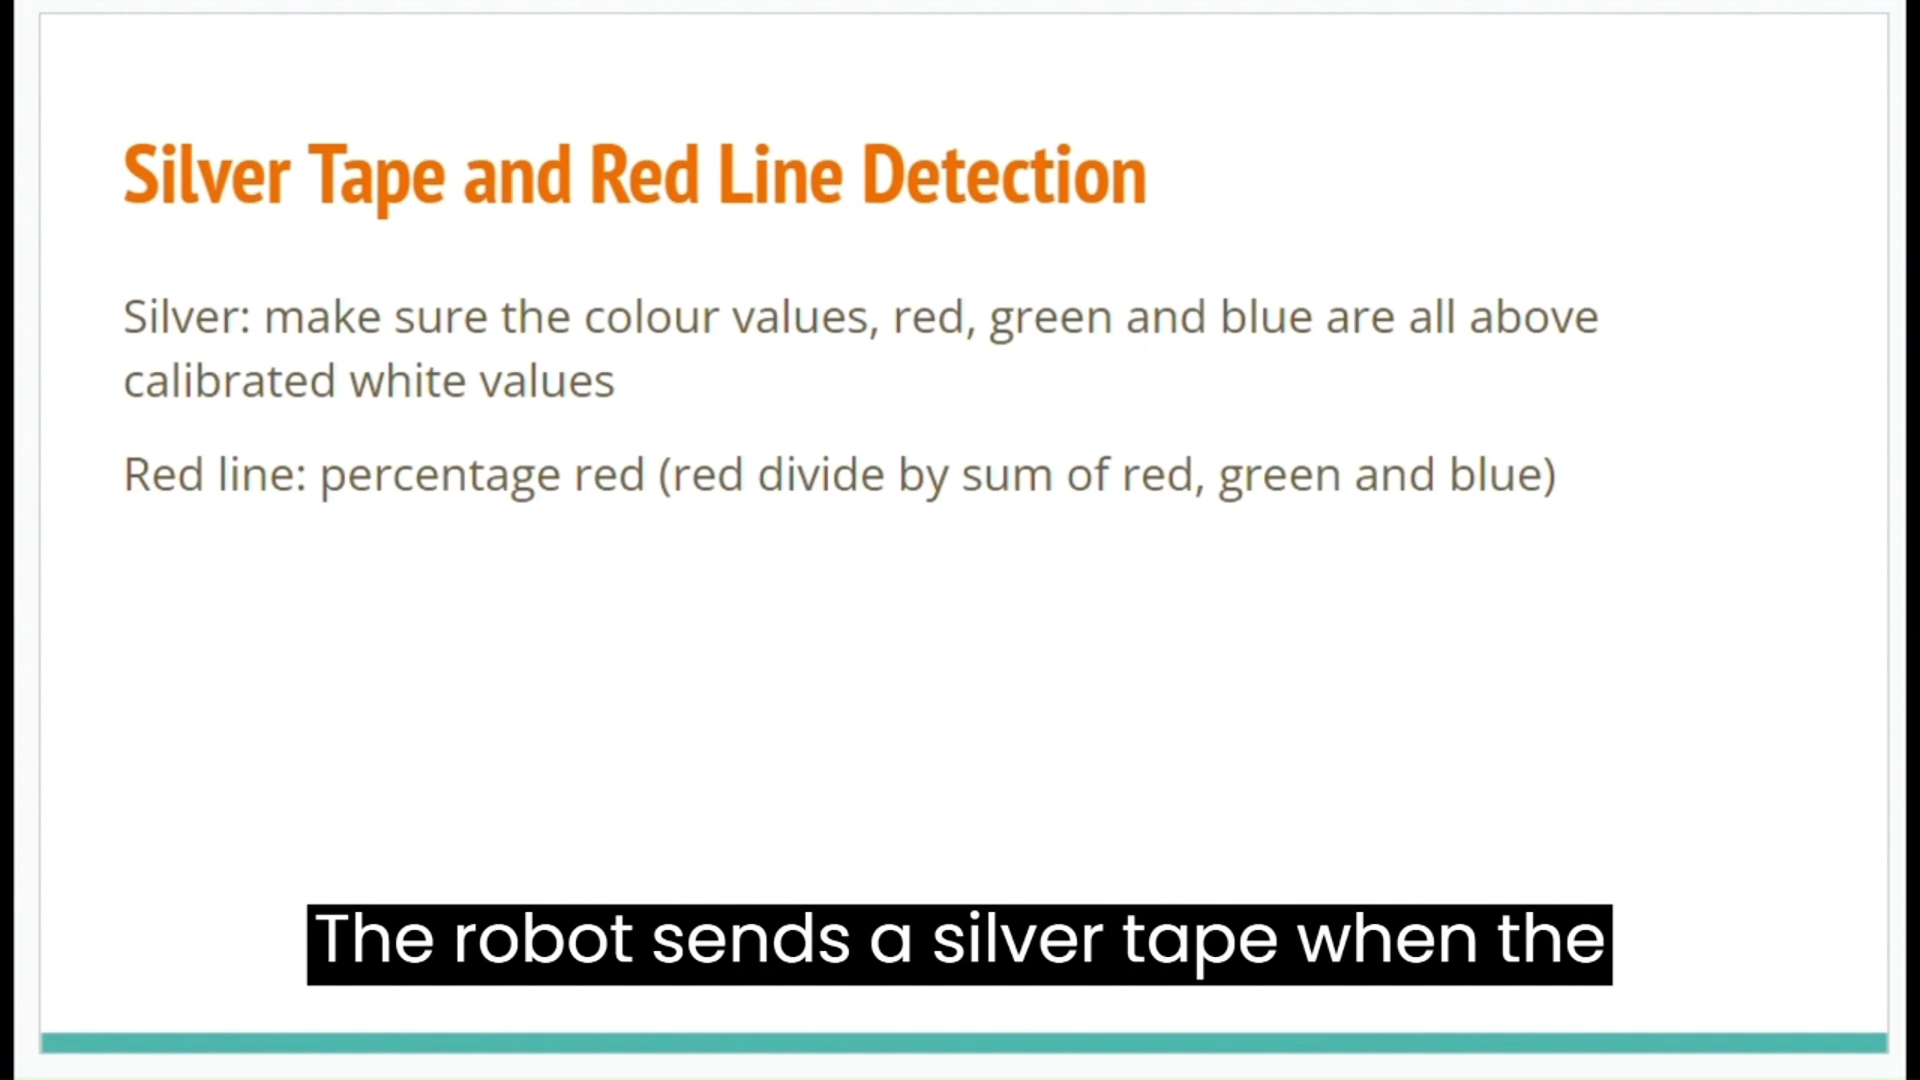 Silver Tape and Red Line Detection
Silver: make sure the colour values, red, green and blue are all above
calibrated white values
Red line: percentage red (red divide by sum of red, green and blue)
The robot sends a silver tape when the